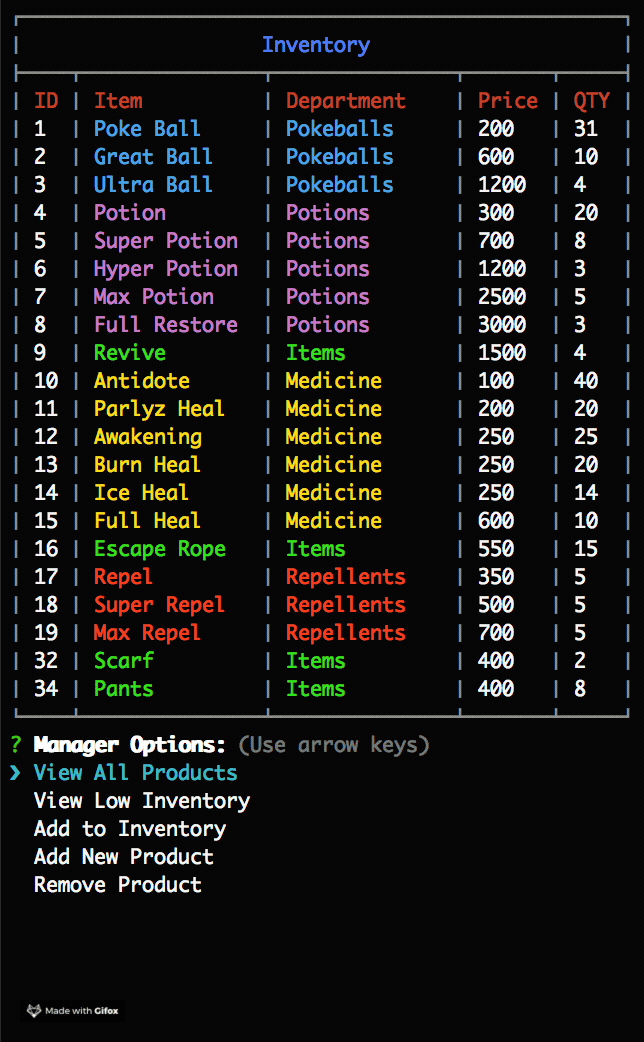 Inventory
| ID | Item | Department | Price | QTY |
| 1 | Poke Ball | Pokeballs | 200 | 31 |
| 2 | Great Ball | Pokeballs | 600 | 10 |
| 3 | Ultra Ball | Pokeballs | 1200 | 4 |
| 4 | Potion | Potions | 300 | 20 |
| 5 | Super Potion | Potions | 700 | 8 |
| 6 | Hyper Potion | Potions | 1200 | 3 |
| 7 | Max Potion | Potions | 2500 | 5 |
| 8 | Full Restore | Potions | 3000 | 3 |
| 9 | Revive | Items | 1500 | 4 |
| 10 | Antidote | Medicine | 100 | 40 |
| 11 | Parlyz Heal | Medicine | 200 | 20 |
| 12 | Awakening | Medicine | 250 | 25 |
| 13 | Burn Heal | Medicine | 250 | 20 |
| 14 | Ice Heal | Medicine | 250 | 14 |
| 15 | Full Heal | Medicine | 600 | 10 |
| 16 | Escape Rope | Items | 550 | 15 |
| 17 | Repel | Repellents | 350 | 5 |
| 18 | Super Repel | Repellents | 500 | 5 |
| 19 | Max Repel | Repellents | 700 | 5 |
| 32 | Scarf | Items | 400 | 2 |
| 34 | Pants | Items | 400 | 8 |
? Manager Options: (Use arrow keys)
❯ View All Products
View Low Inventory
Add to Inventory
Add New Product
Remove Product
Made with Gifox